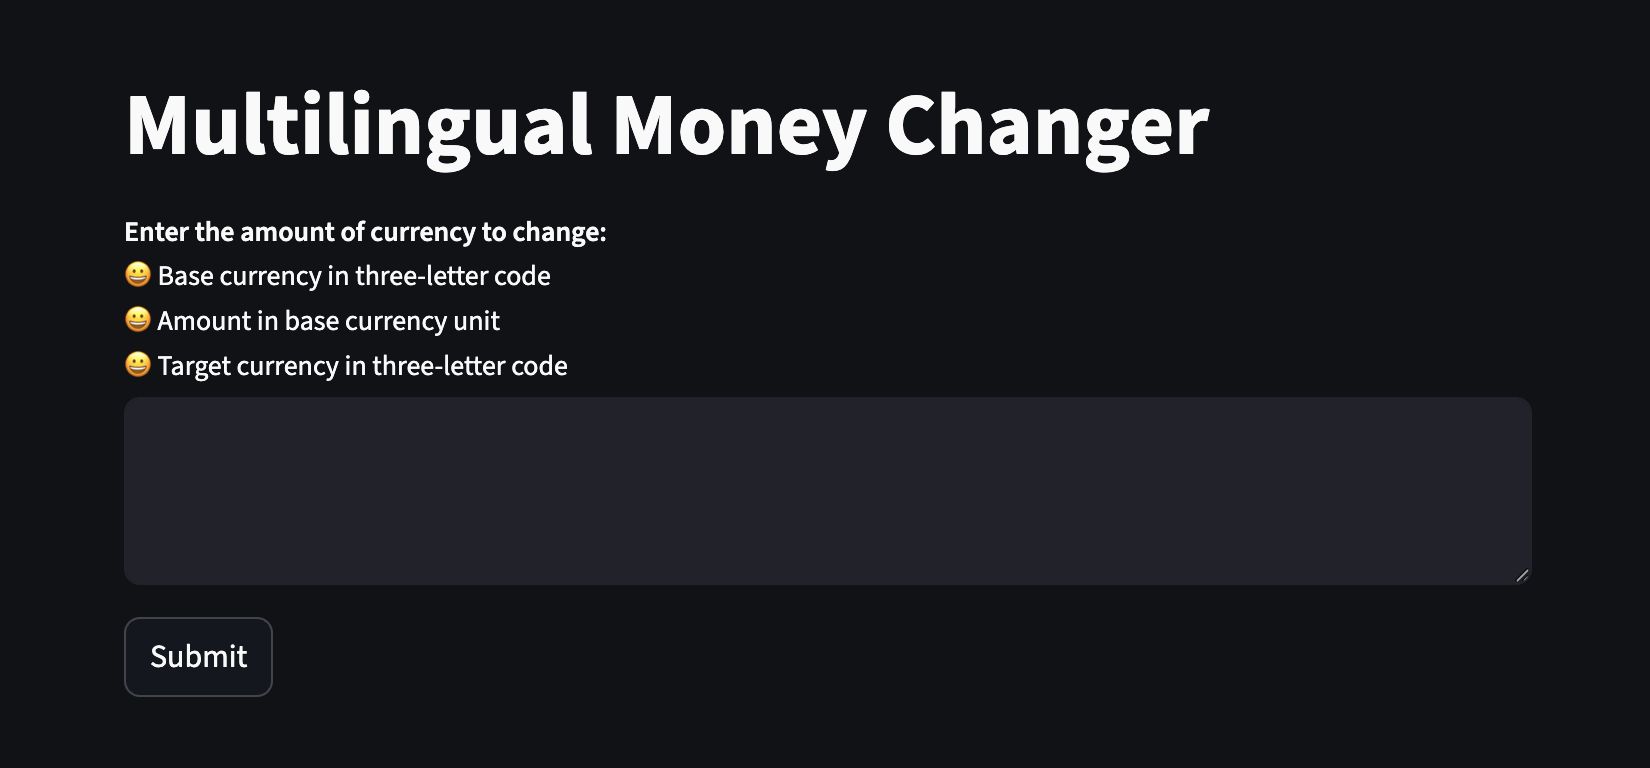 Multilingual Money Changer
Enter the amount of currency to change:
😀 Base currency in three-letter code
😀 Amount in base currency unit
😀 Target currency in three-letter code
Submit